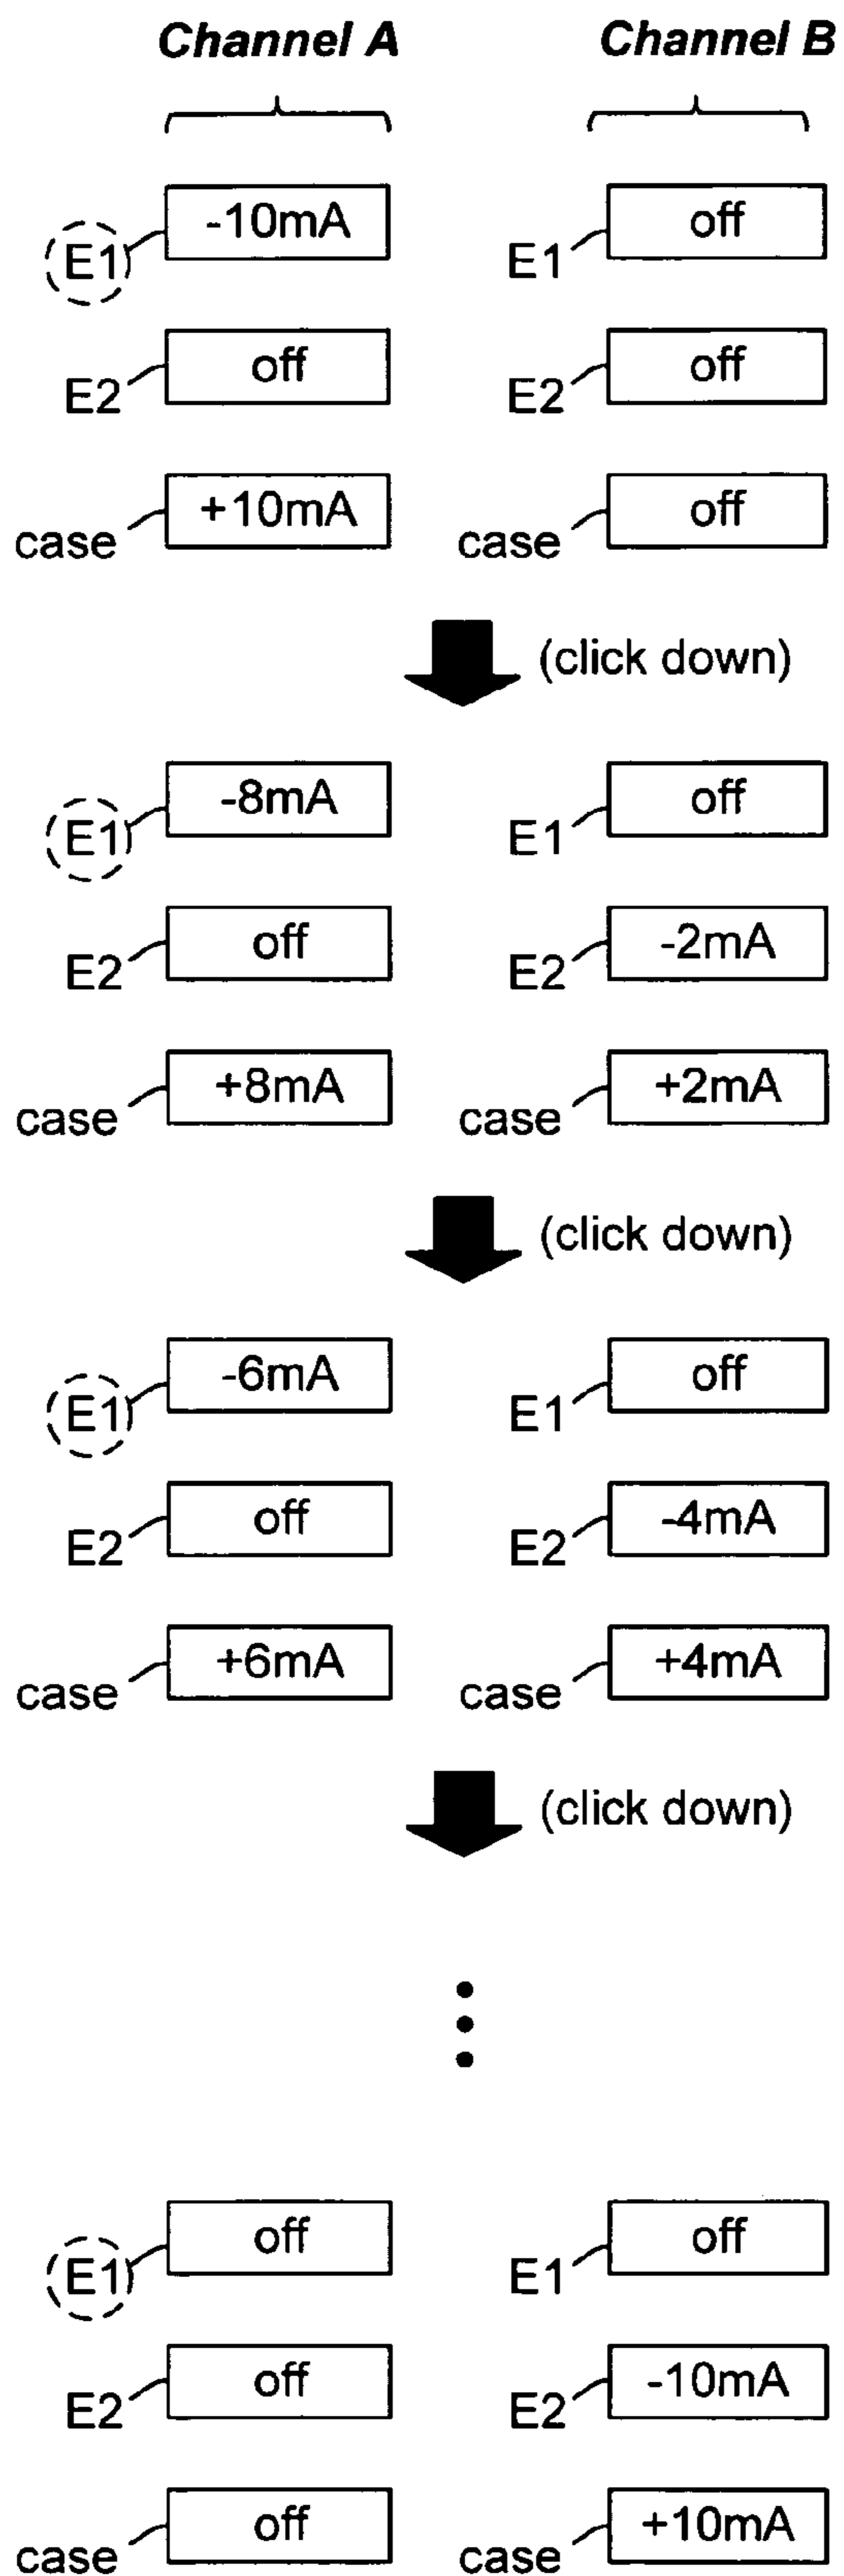 Channel A Channel B
-10mA off
E1 E1
off off
E2 E2
+10mA off
case case
(click down)
-8mA off
E1 E1
off -2mA
E2 E2
+8mA +2mA
case case
(click down)
-6mA off
E1 E1
off -4mA
E2 E2
+6mA +4mA
case case
(click down)
off off
E1 E1
off -10mA
E2 E2
off +10mA
case case